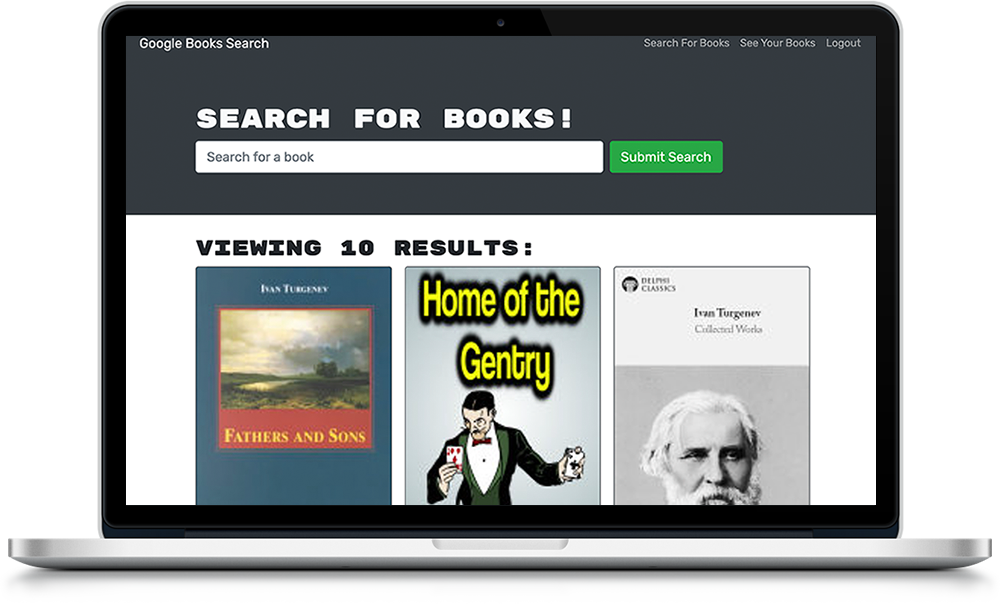 Google Books Search
Search For Books See Your Books Logout
SEARCH FOR BOOKS!
Search for a book
Submit Search
VIEWING 10 RESULTS:
IVAN TURGENEV
FATHERS AND SONS
Home of the
Gentry
DELPHI
CLASSICS
Ivan Turgenev
Collected Works